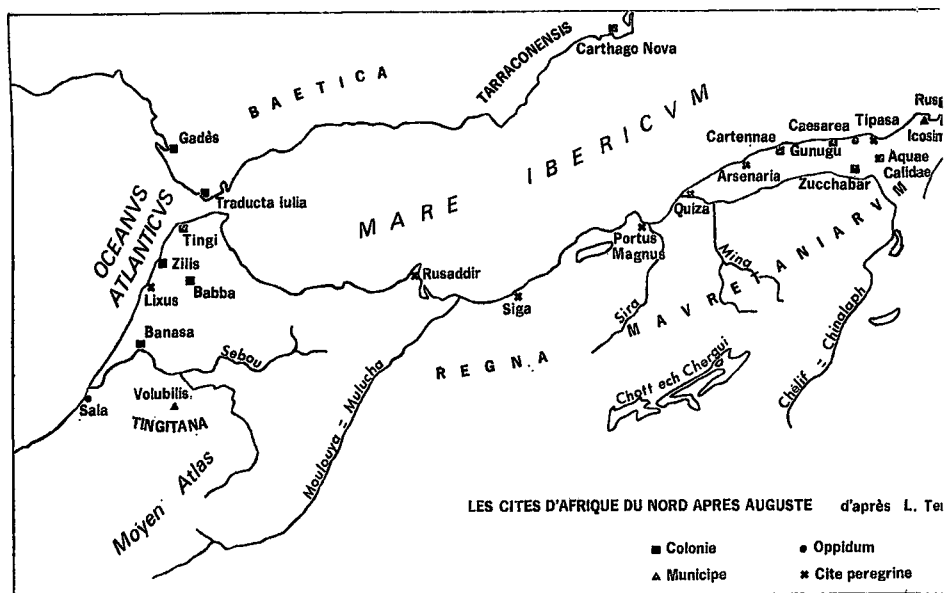 Carthago Nova
TARRACONENSIS
BAETICA
MARE IBERICVM
Gadès
Traducta Iulia
OCEANVS
ATLANTICVS
Tingi
Zilis
Babba
Lixus
Banasa
Sebou
Sala
Volubilis
TINGITANA
Moyen Atlas
Rusaddir
Siga
Moulouya = Mulucha
REGNA MAVRETANIARVM
Portus
Magnus
Sira
Quiza
Mina
Arsenaria
Cartennae
Gunugu
Caesarea
Tipasa
Icosim
Aquae
Calidae
Zucchabar
Chott ech Chergui
Chélif = Chinalaph
LES CITES D'AFRIQUE DU NORD APRES AUGUSTE d'après L.
Colonie
Oppidum
Municipe
Cite peregrine